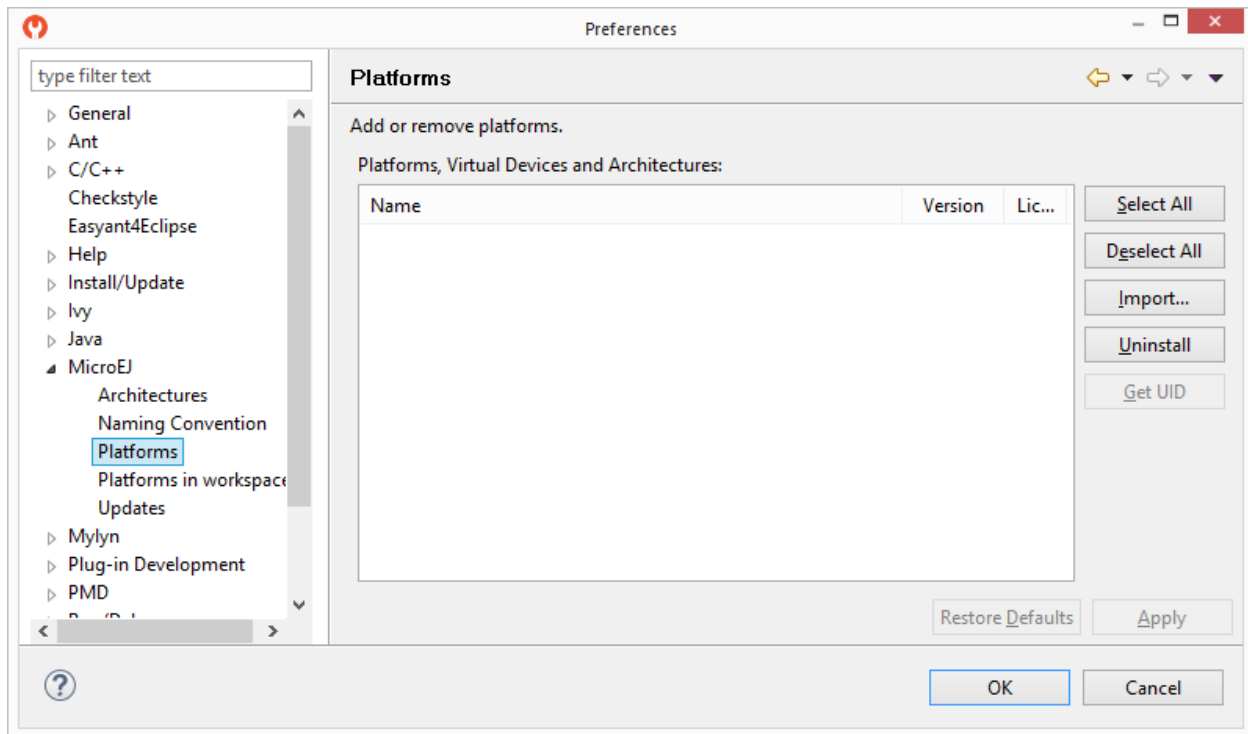 Preferences
type filter text
General
Ant
C/C++
Checkstyle
Easyant4Eclipse
Help
Install/Update
Ivy
Java
MicroEJ
Architectures
Naming Convention
Platforms
Platforms in workspace
Updates
Mylyn
Plug-in Development
PMD
Platforms
Add or remove platforms.
Platforms, Virtual Devices and Architectures:
Name Version Lic...
Select All
Deselect All
Import...
Uninstall
Get UID
Restore Defaults Apply
OK Cancel